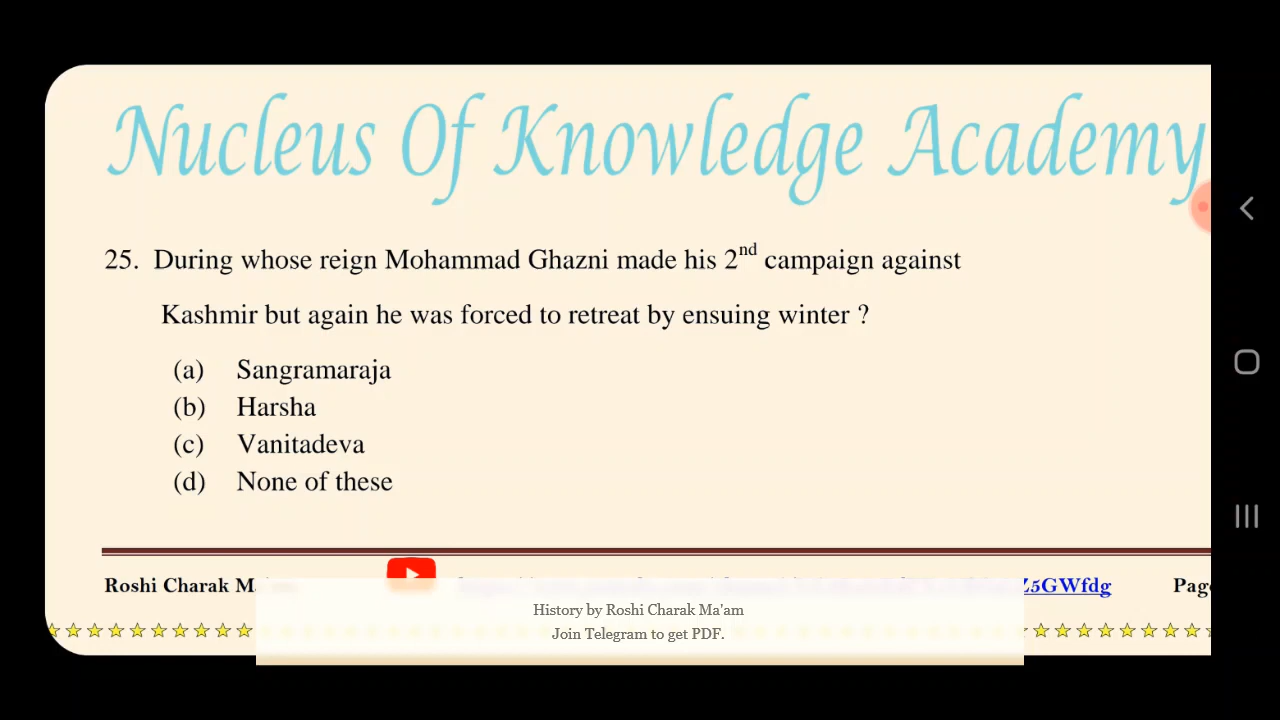 Nucleus Of Knowledge Academy
25. During whose reign Mohammad Ghazni made his 2nd campaign against
Kashmir but again he was forced to retreat by ensuing winter ?
(a) Sangramaraja
(b) Harsha
(c) Vanitadeva
(d) None of these
Roshi Charak Z5GWfdg
History by Roshi Charak Ma'am
Join Telegram to get PDF.